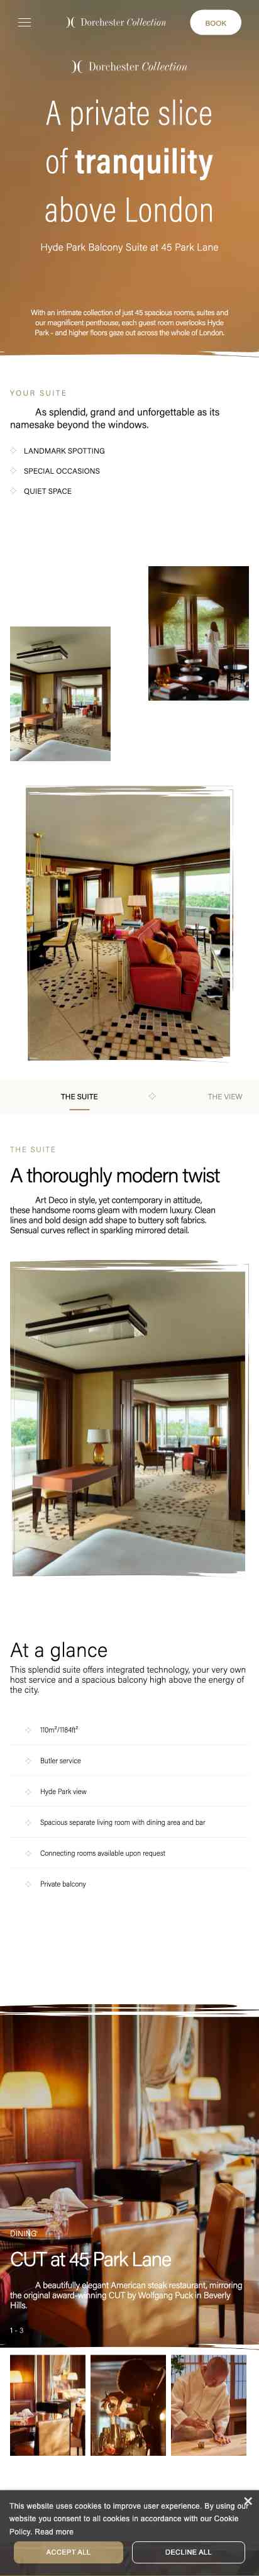 Dorchester Collection
BOOK
Dorchester Collection
A private slice
of tranquility
above London
Hyde Park Balcony Suite at 45 Park Lane
With an intimate collection of just 45 spacious rooms, suites and
our magnificent penthouse, each guest room overlooks Hyde
Park - and higher floors gaze out across the whole of London.
YOUR SUITE
As splendid, grand and unforgettable as its
namesake beyond the windows.
LANDMARK SPOTTING
SPECIAL OCCASIONS
QUIET SPACE
THE SUITE
THE VIEW
THE SUITE
A thoroughly modern twist
Art Deco in style, yet contemporary in attitude,
these handsome rooms gleam with modern luxury. Clean
lines and bold design add shape to buttery soft fabrics.
Sensual curves reflect in sparkling mirrored detail.
At a glance
This splendid suite offers integrated technology, your very own
host service and a spacious balcony high above the energy of
the city.
110m²/1184ft²
Butler service
Hyde Park view
Spacious separate living room with dining area and bar
Connecting rooms available upon request
Private balcony
DINING
CUT at 45 Park Lane
A beautifully elegant American steak restaurant, mirroring
the original award-winning CUT by Wolfgang Puck in Beverly
Hills.
1 - 3
This website uses cookies to improve user experience. By using our
website you consent to all cookies in accordance with our Cookie
Policy. Read more
ACCEPT ALL
DECLINE ALL